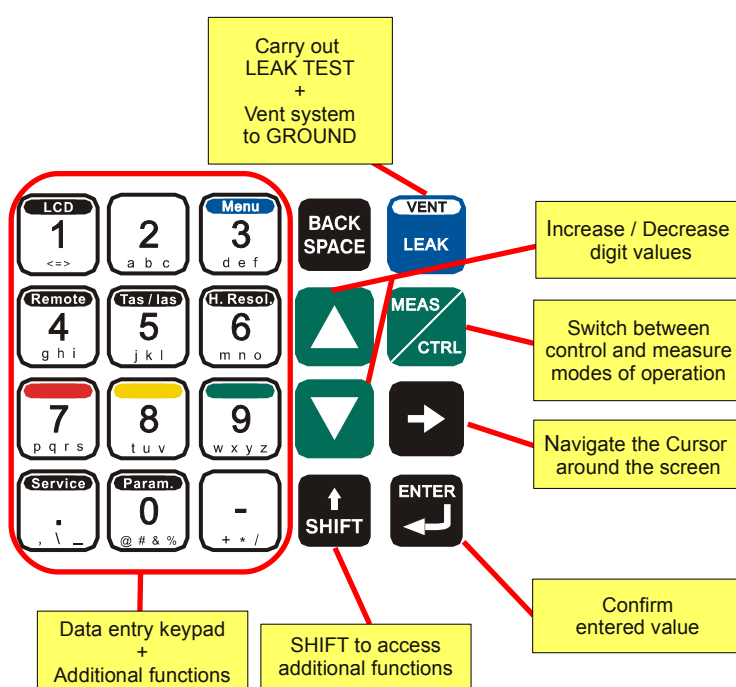 Carry out
LEAK TEST
+
Vent system
to GROUND
LCD
1
<=>
2
a b c
Menu
3
d e f
BACK
SPACE
VENT
LEAK
Increase / Decrease
digit values
Remote
4
g h i
Tas / Ias
5
j k l
H. Resol.
6
m n o
MEAS
CTRL
Switch between
control and measure
modes of operation
7
p q r s
8
t u v
9
w x y z
Navigate the Cursor
around the screen
Service
.
, \ _
Param.
0
@ # & %
-
+ * /
SHIFT
ENTER
Confirm
entered value
Data entry keypad
+
Additional functions
SHIFT to access
additional functions